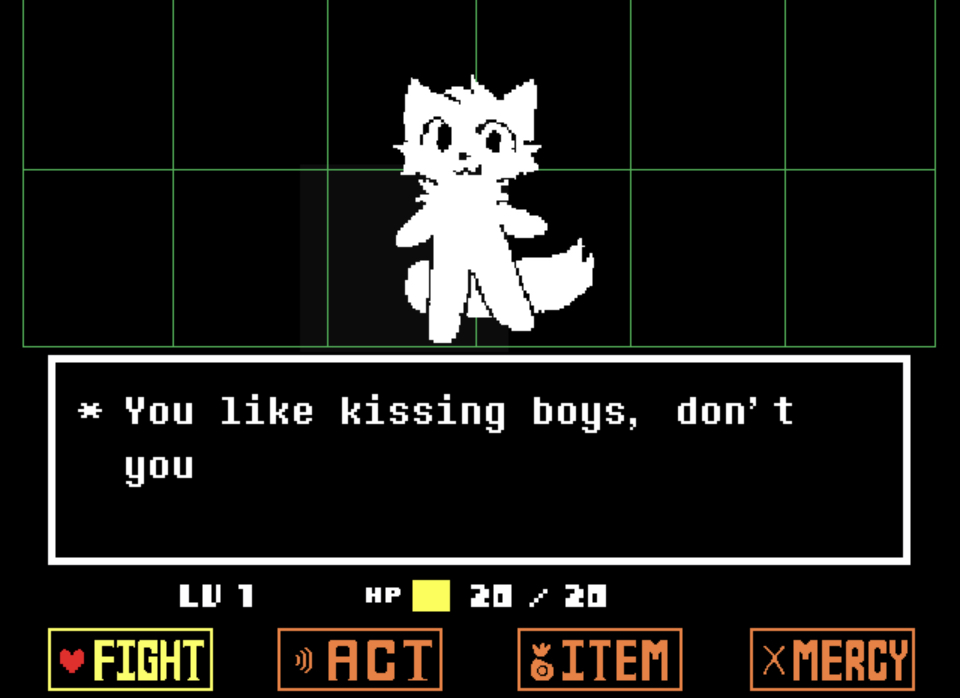 * You like kissing boys, don't
you
LV 1 HP 20 / 20
FIGHT ACT ITEM MERCY